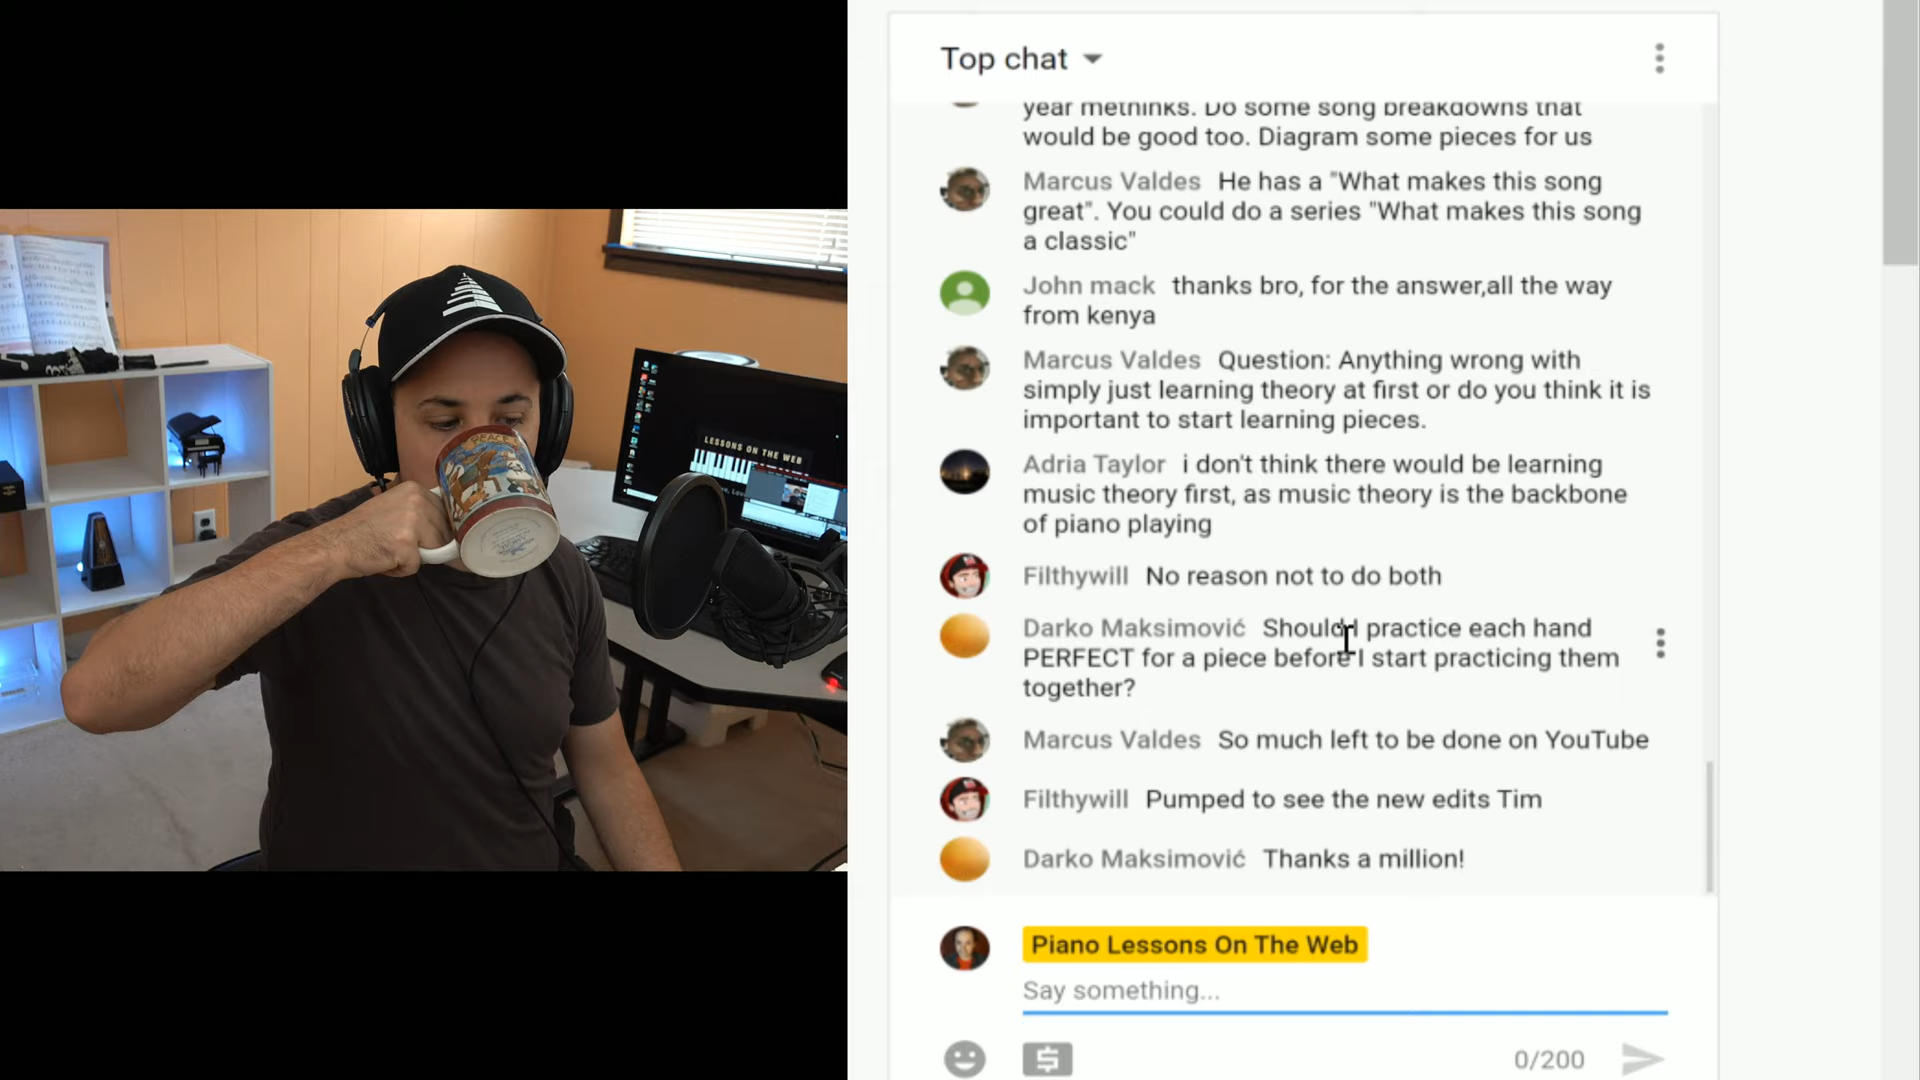 Top chat
year methinks. Do some song breakdowns that
would be good too. Diagram some pieces for us
Marcus Valdes He has a "What makes this song
great". You could do a series "What makes this song
a classic"
John mack thanks bro, for the answer,all the way
from kenya
Marcus Valdes Question: Anything wrong with
simply just learning theory at first or do you think it is
important to start learning pieces.
Adria Taylor i don't think there would be learning
music theory first, as music theory is the backbone
of piano playing
Filthywill No reason not to do both
Darko Maksimović Should I practice each hand
PERFECT for a piece before I start practicing them
together?
Marcus Valdes So much left to be done on YouTube
Filthywill Pumped to see the new edits Tim
Darko Maksimović Thanks a million!
Piano Lessons On The Web
Say something...
0/200
LESSONS ON THE WEB
PEACE